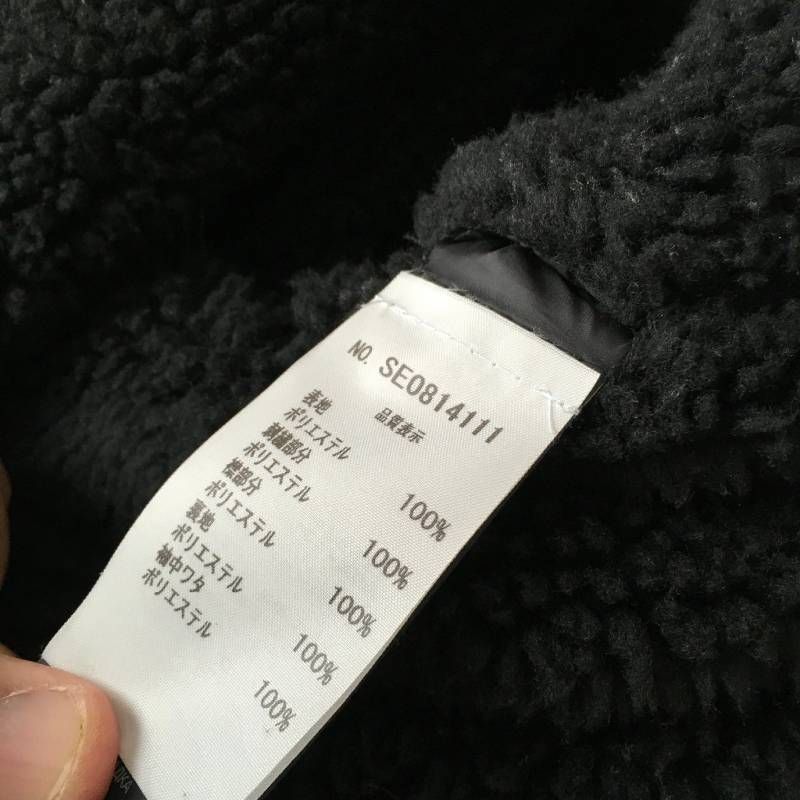 NO. SE0814111
品質表示
表地
ポリエステル 100%
刺繍部分
ポリエステル 100%
襟部分
ポリエステル 100%
裏地
ポリエステル 100%
袖中ワタ
ポリエステル 100%